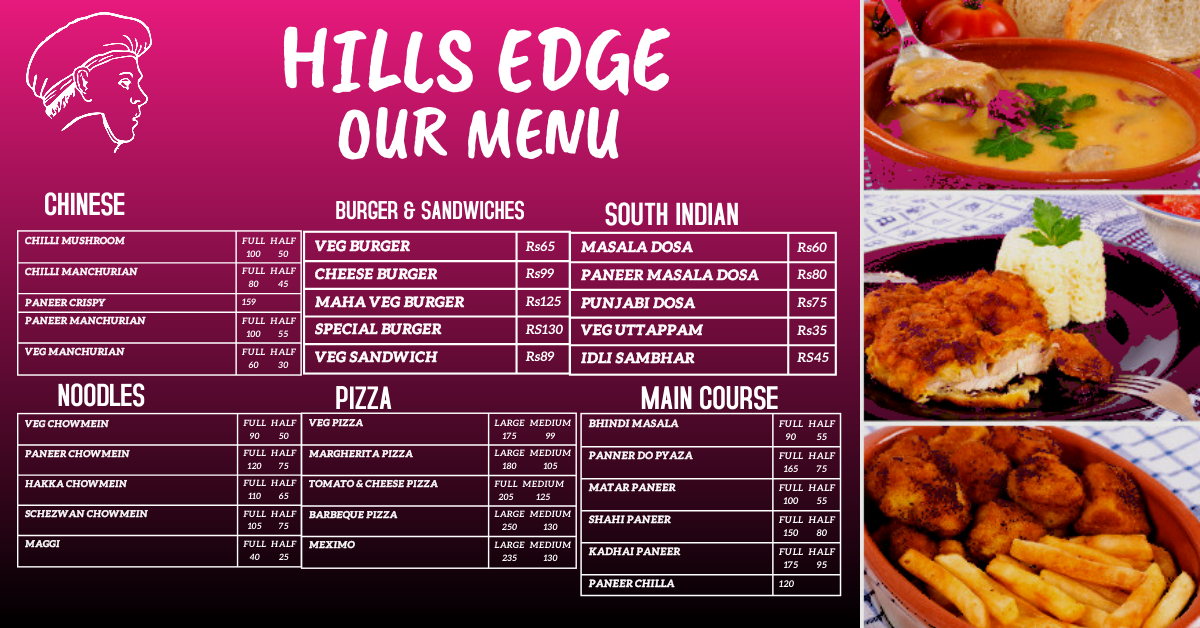 HILLS EDGE
OUR MENU
CHINESE
CHILLI MUSHROOM FULL HALF
100 50
CHILLI MANCHURIAN FULL HALF
80 45
PANEER CRISPY 159
PANEER MANCHURIAN FULL HALF
100 55
VEG MANCHURIAN FULL HALF
60 30
BURGER & SANDWICHES
VEG BURGER Rs65
CHEESE BURGER Rs99
MAHA VEG BURGER Rs125
SPECIAL BURGER RS130
VEG SANDWICH Rs89
SOUTH INDIAN
MASALA DOSA Rs60
PANEER MASALA DOSA Rs80
PUNJABI DOSA Rs75
VEG UTTAPPAM Rs35
IDLI SAMBHAR RS45
NOODLES
VEG CHOWMEIN FULL HALF
90 50
PANEER CHOWMEIN FULL HALF
120 75
HAKKA CHOWMEIN FULL HALF
110 65
SCHEZWAN CHOWMEIN FULL HALF
105 75
MAGGI FULL HALF
40 25
PIZZA
VEG PIZZA LARGE MEDIUM
175 99
MARGHERITA PIZZA LARGE MEDIUM
180 105
TOMATO & CHEESE PIZZA FULL MEDIUM
205 125
BARBEQUE PIZZA LARGE MEDIUM
250 130
MEXIMO LARGE MEDIUM
235 130
MAIN COURSE
BHINDI MASALA FULL HALF
90 55
PANNER DO PYAZA FULL HALF
165 75
MATAR PANEER FULL HALF
100 55
SHAHI PANEER FULL HALF
150 80
KADHAI PANEER FULL HALF
175 95
PANEER CHILLA 120